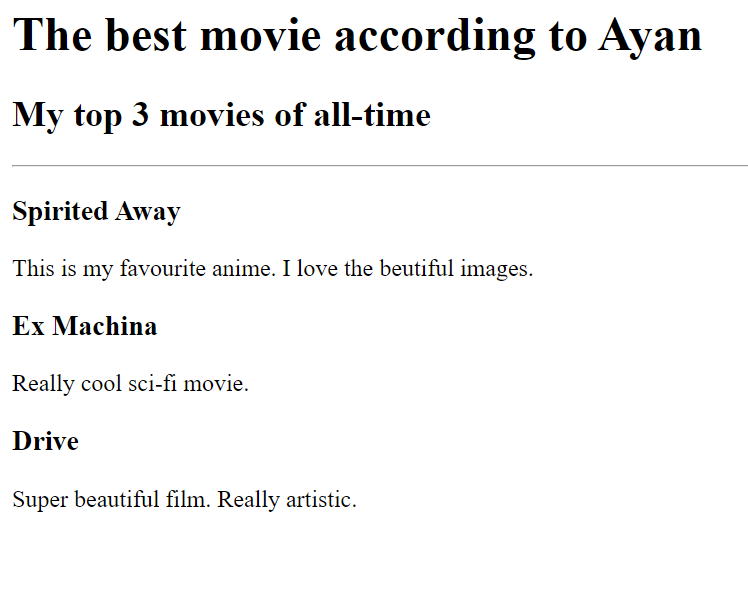 The best movie according to Ayan
My top 3 movies of all-time
Spirited Away
This is my favourite anime. I love the beutiful images.
Ex Machina
Really cool sci-fi movie.
Drive
Super beautiful film. Really artistic.